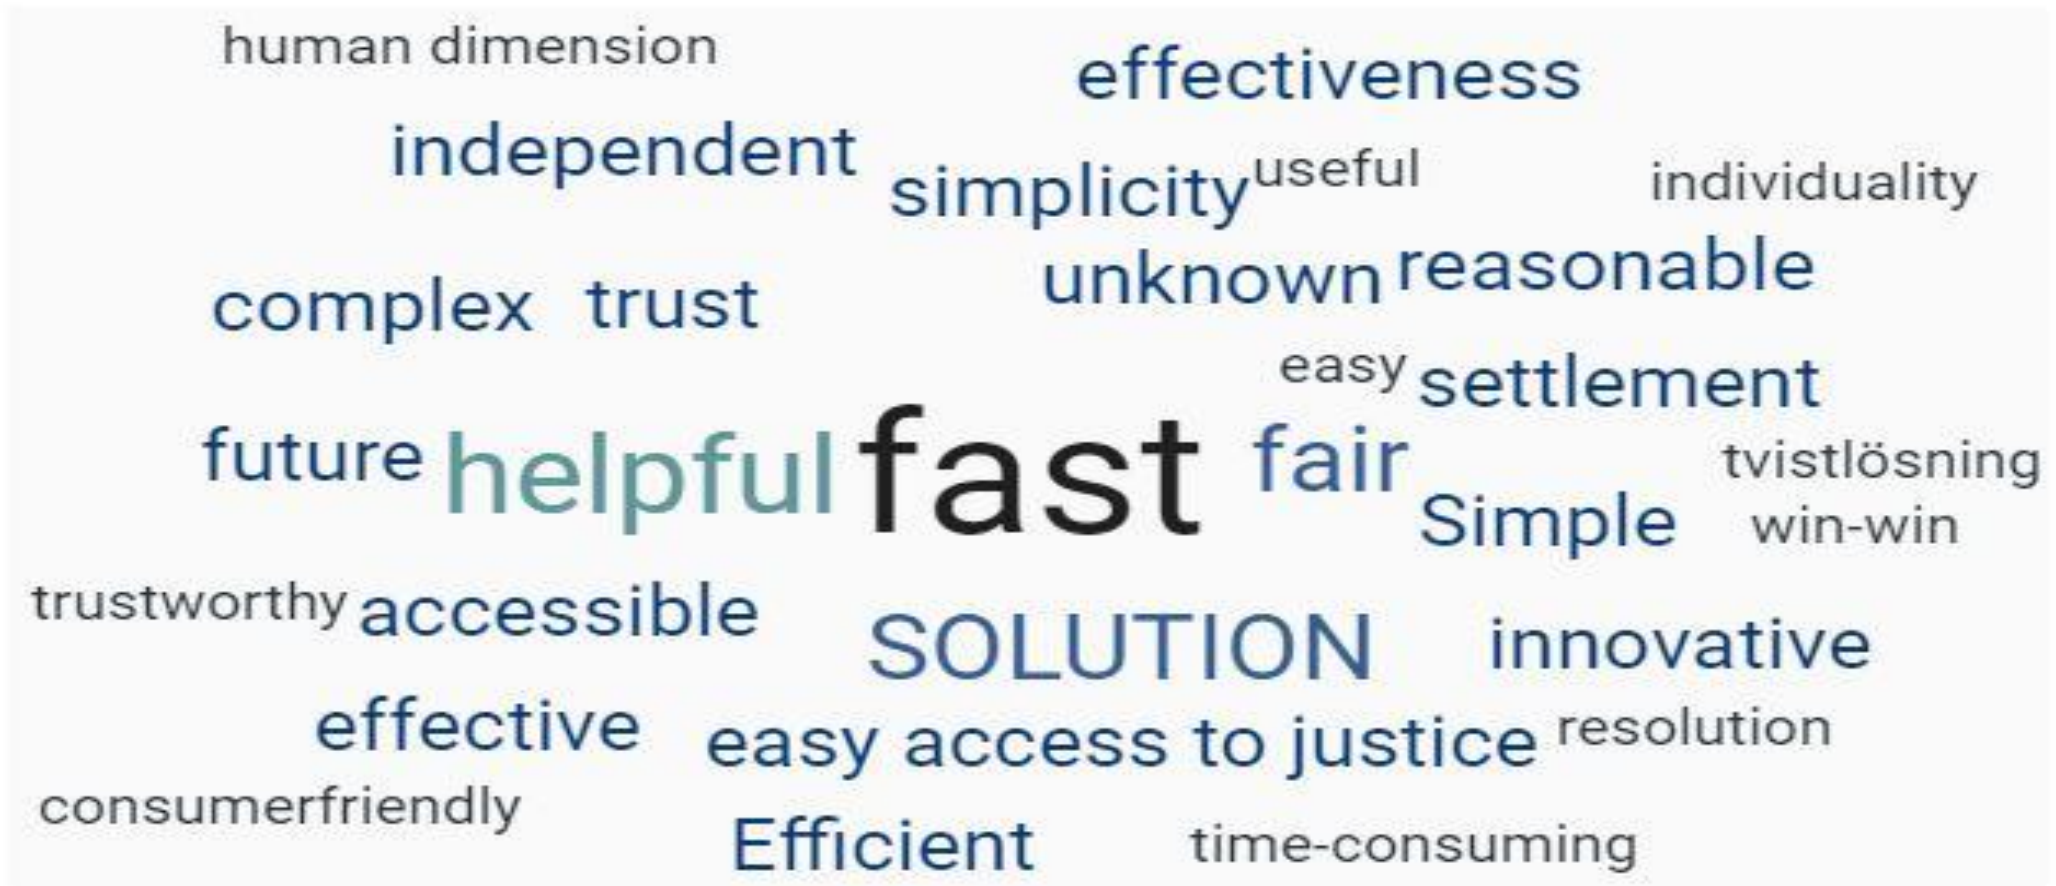 human dimension
effectiveness
independent
simplicity
useful
individuality
complex
trust
unknown
reasonable
easy
settlement
future
helpful
fast
fair
tvistlösning
Simple
win-win
trustworthy
accessible
SOLUTION
innovative
effective
easy access to justice
resolution
consumerfriendly
Efficient
time-consuming